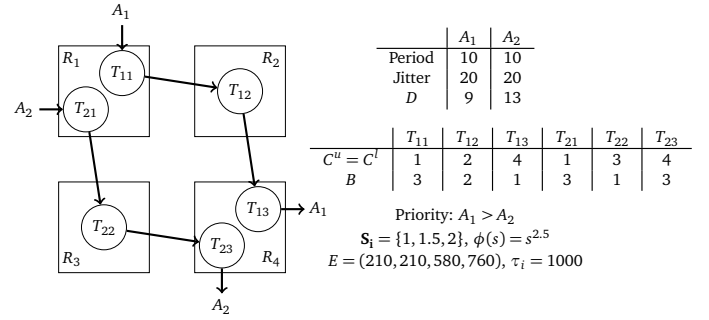 A₁
R₁
T₁₁
R₂
T₁₂
A₂
T₂₁
R₃
T₂₂
T₁₃
A₁
T₂₃
R₄
A₂
A₁ A₂
Period 10 10
Jitter 20 20
D 9 13
T₁₁ T₁₂ T₁₃ T₂₁ T₂₂ T₂₃
Cᵘ = Cˡ 1 2 4 1 3 4
B 3 2 1 3 1 3
Priority: A₁ > A₂
Sᵢ = {1, 1.5, 2}, ϕ(s) = s^2.5
E = (210, 210, 580, 760), τᵢ = 1000